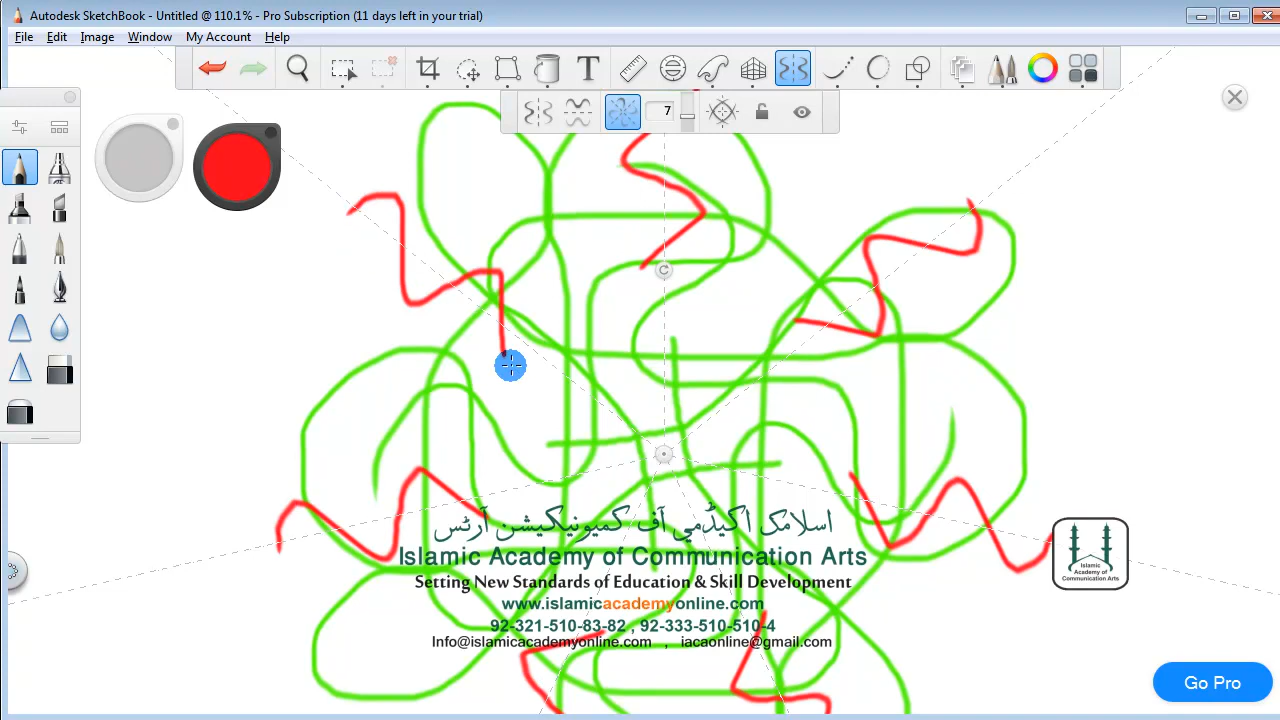 Autodesk SketchBook - Untitled @ 110.1% - Pro Subscription (11 days left in your trial)
File Edit Image Window My Account Help
7
اسلامک اکیڈمی آف کمیونیکیشن آرٹس
Islamic Academy of Communication Arts
Setting New Standards of Education & Skill Development
www.islamicacademyonline.com
92-321-510-83-82 , 92-333-510-510-4
Info@islamicacademyonline.com , iacaonline@gmail.com
Islamic
Academy of
Communication Arts
Go Pro